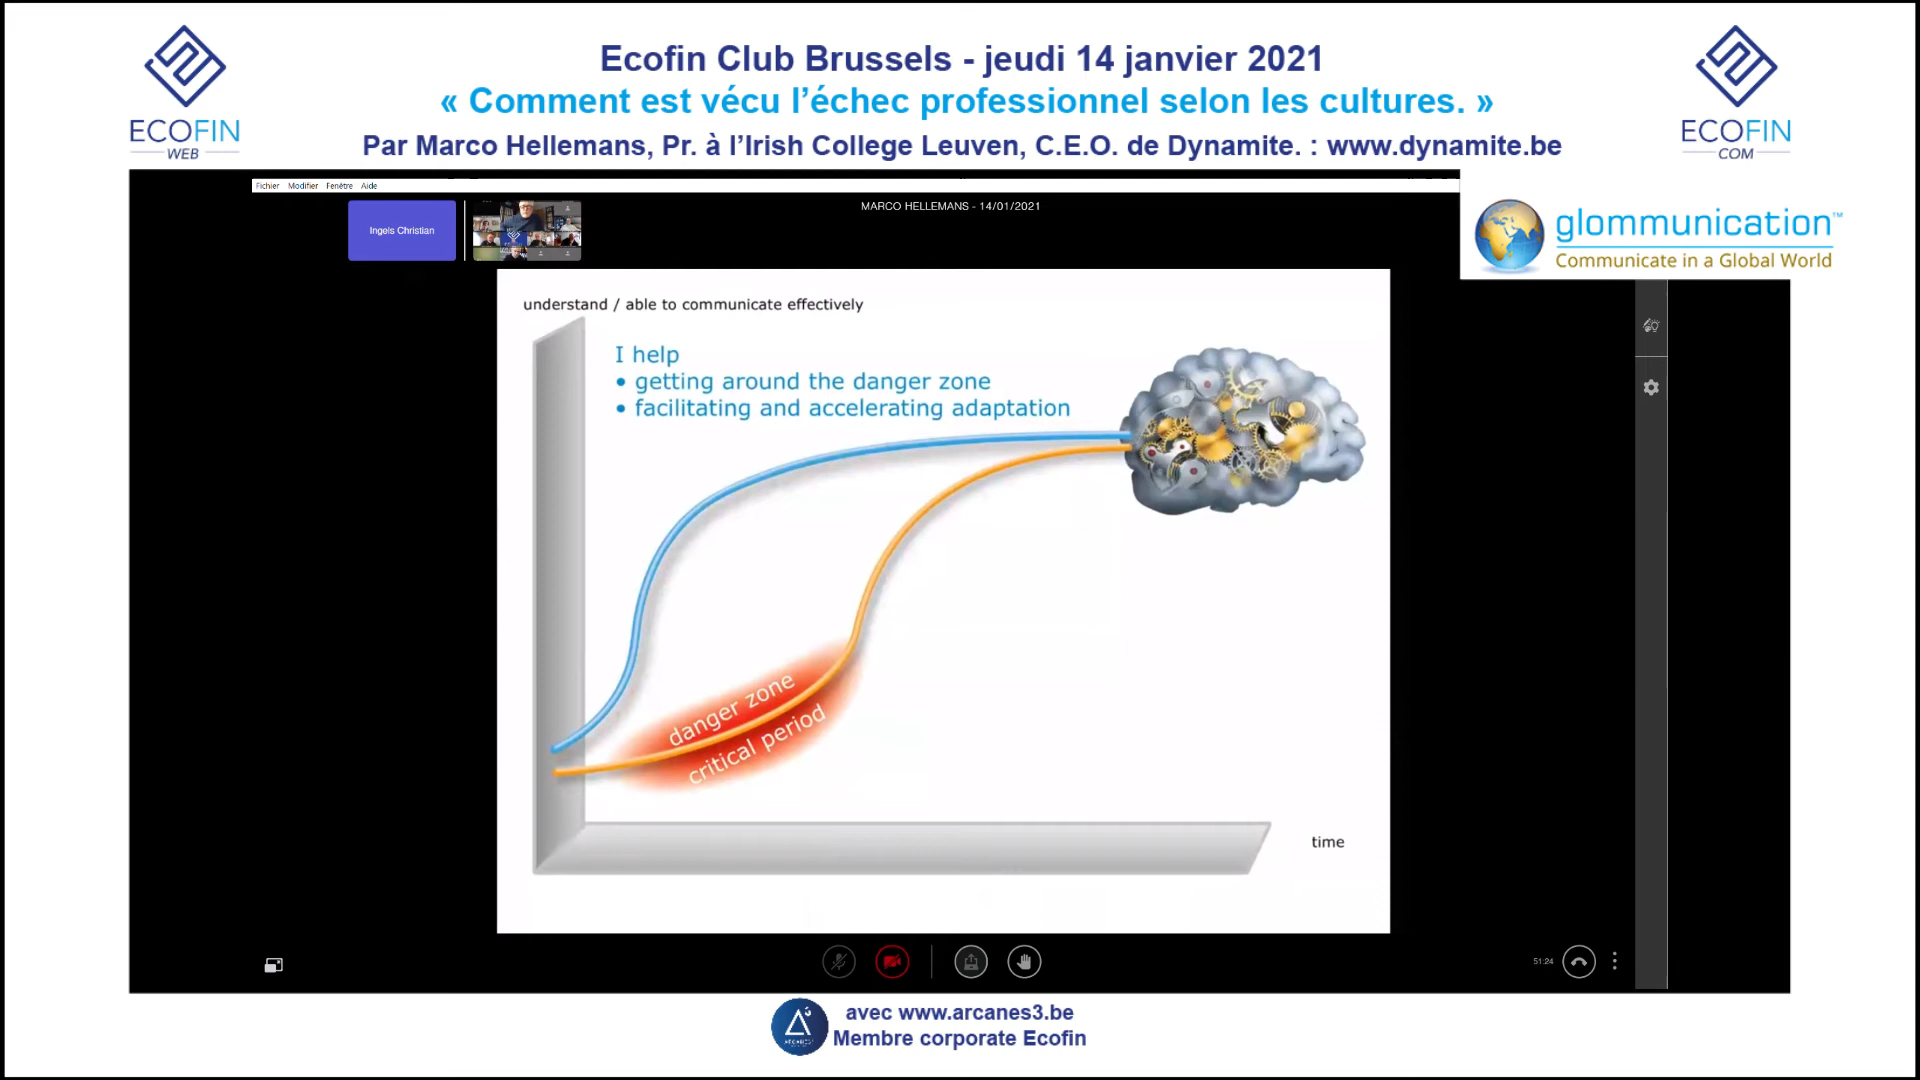 Ecofin Club Brussels - jeudi 14 janvier 2021
« Comment est vécu l’échec professionnel selon les cultures. »
Par Marco Hellemans, Pr. à l’Irish College Leuven, C.E.O. de Dynamite. : www.dynamite.be
ECOFIN
WEB
ECOFIN
COM
Fichier Modifier Fenêtre Aide
MARCO HELLEMANS - 14/01/2021
Ingels Christian
glommunication™
Communicate in a Global World
understand / able to communicate effectively
I help
• getting around the danger zone
• facilitating and accelerating adaptation
danger zone
critical period
time
51:24
ARCANES³
avec www.arcanes3.be
Membre corporate Ecofin